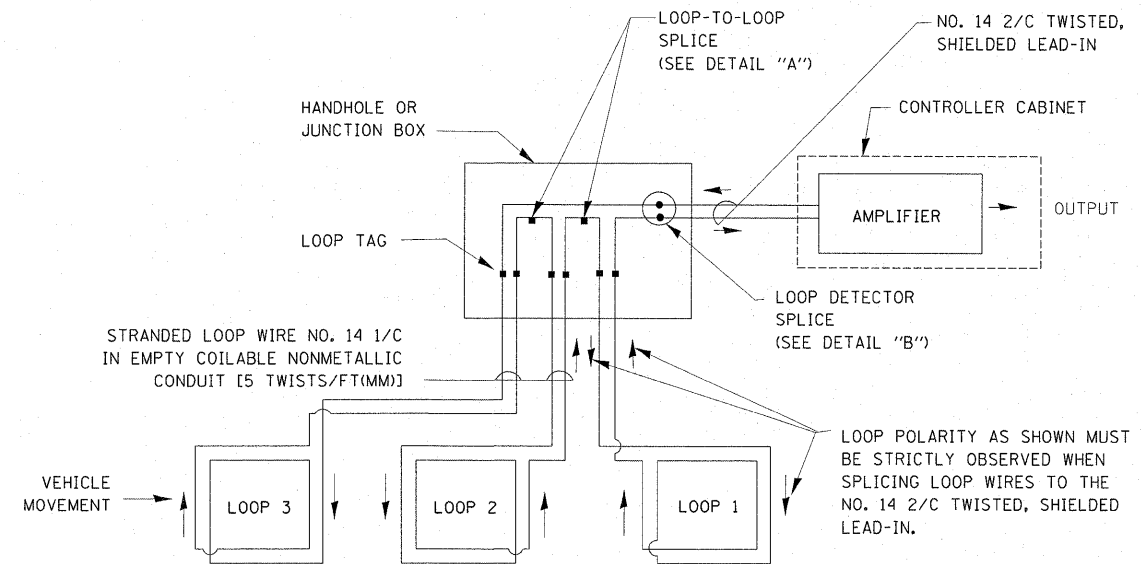 LOOP-TO-LOOP
SPLICE
(SEE DETAIL "A")
NO. 14 2/C TWISTED,
SHIELDED LEAD-IN
HANDHOLE OR
JUNCTION BOX
CONTROLLER CABINET
AMPLIFIER
OUTPUT
LOOP TAG
LOOP DETECTOR
SPLICE
(SEE DETAIL "B")
STRANDED LOOP WIRE NO. 14 1/C
IN EMPTY COILABLE NONMETALLIC
CONDUIT [5 TWISTS/FT(MM)]
LOOP POLARITY AS SHOWN MUST
BE STRICTLY OBSERVED WHEN
SPLICING LOOP WIRES TO THE
NO. 14 2/C TWISTED, SHIELDED
LEAD-IN.
VEHICLE
MOVEMENT
LOOP 3
LOOP 2
LOOP 1